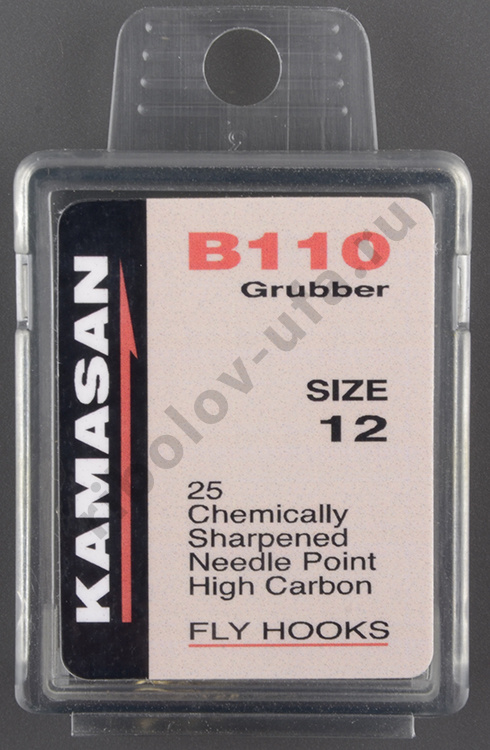 KAMASAN
B110
Grubber
SIZE
12
25
Chemically
Sharpened
Needle Point
High Carbon
FLY HOOKS